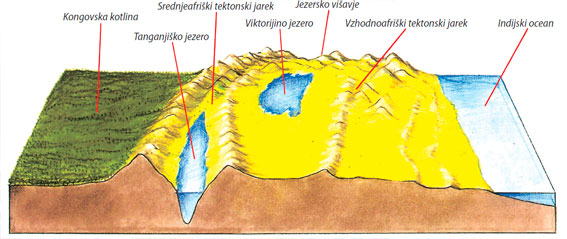 Srednjeafriški tektonski jarek
Jezersko višavje
Kongovska kotlina
Viktorijino jezero
Vzhodnoafriški tektonski jarek
Indijski ocean
Tanganjiško jezero